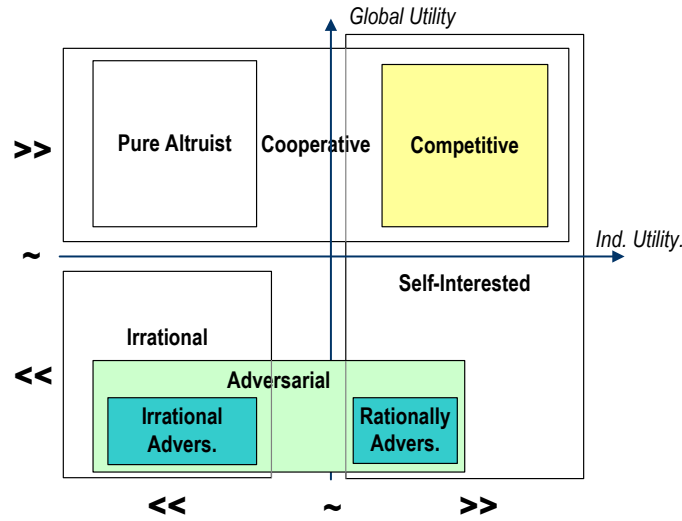 Global Utility
>>
Pure Altruist
Cooperative
Competitive
Ind. Utility.
~
Self-Interested
Irrational
<<
Adversarial
Irrational
Advers.
Rationally
Advers.
<<
~
>>